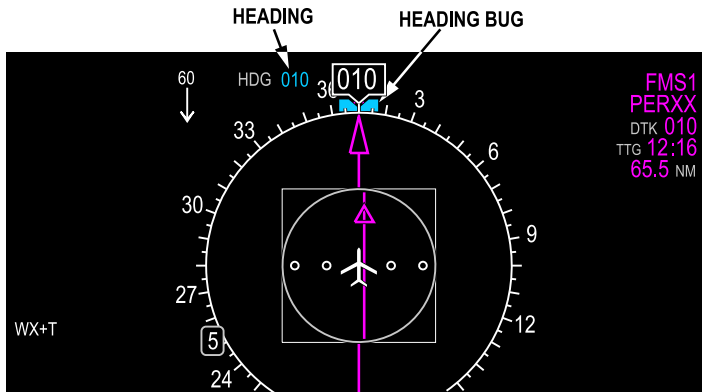 HEADING
HEADING BUG
60
HDG 010
010
36
3
33
6
30
9
27
12
24
5
WX+T
FMS1
PERXX
DTK 010
TTG 12:16
65.5 NM